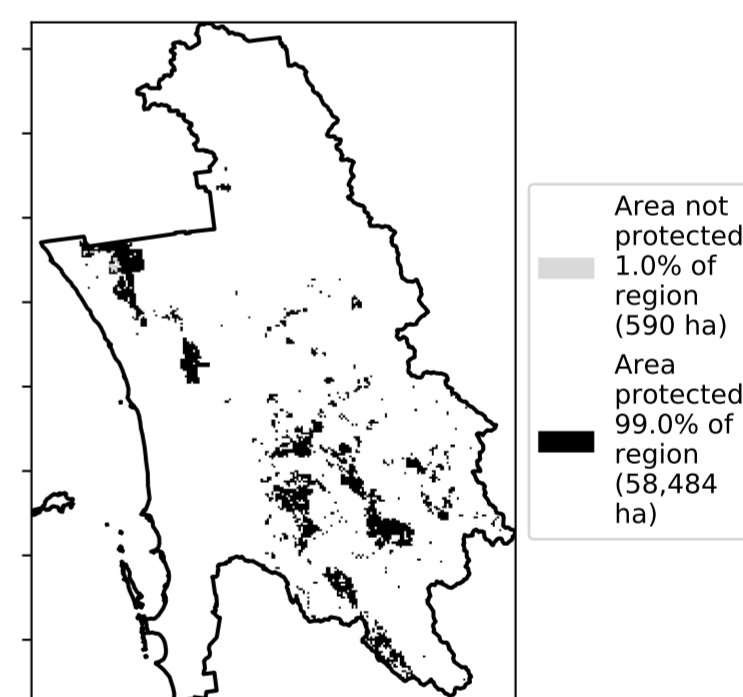 Area not
protected
1.0% of
region
(590 ha)
Area
protected
99.0% of
region
(58,484
ha)